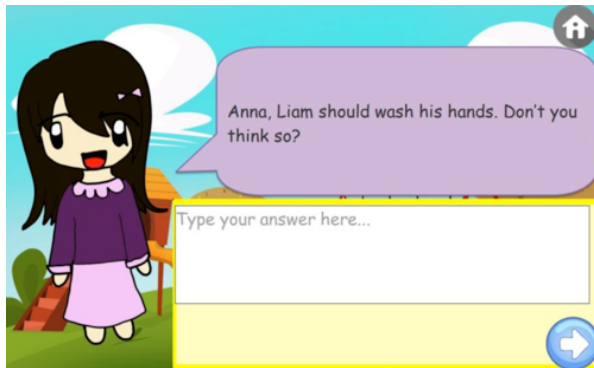 Anna, Liam should wash his hands. Don't you
think so?
Type your answer here...